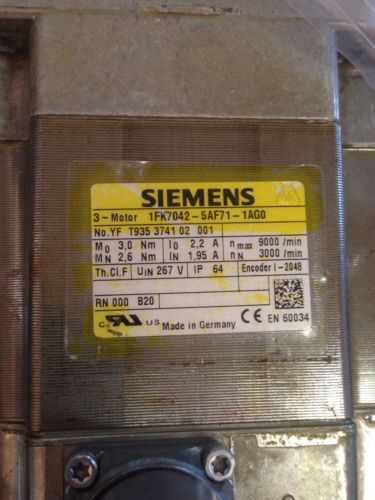 SIEMENS
3~Motor 1FK7042-5AF71-1AG0
No.YF T935 3741 02 001
M0 3,0 Nm I0 2,2 A nmax 9000 /min
MN 2,6 Nm IN 1,95 A nN 3000 /min
Th.Cl.F UIN 267 V IP 64 Encoder I-2048
RN 000 B20
c UR US Made in Germany CE EN 60034